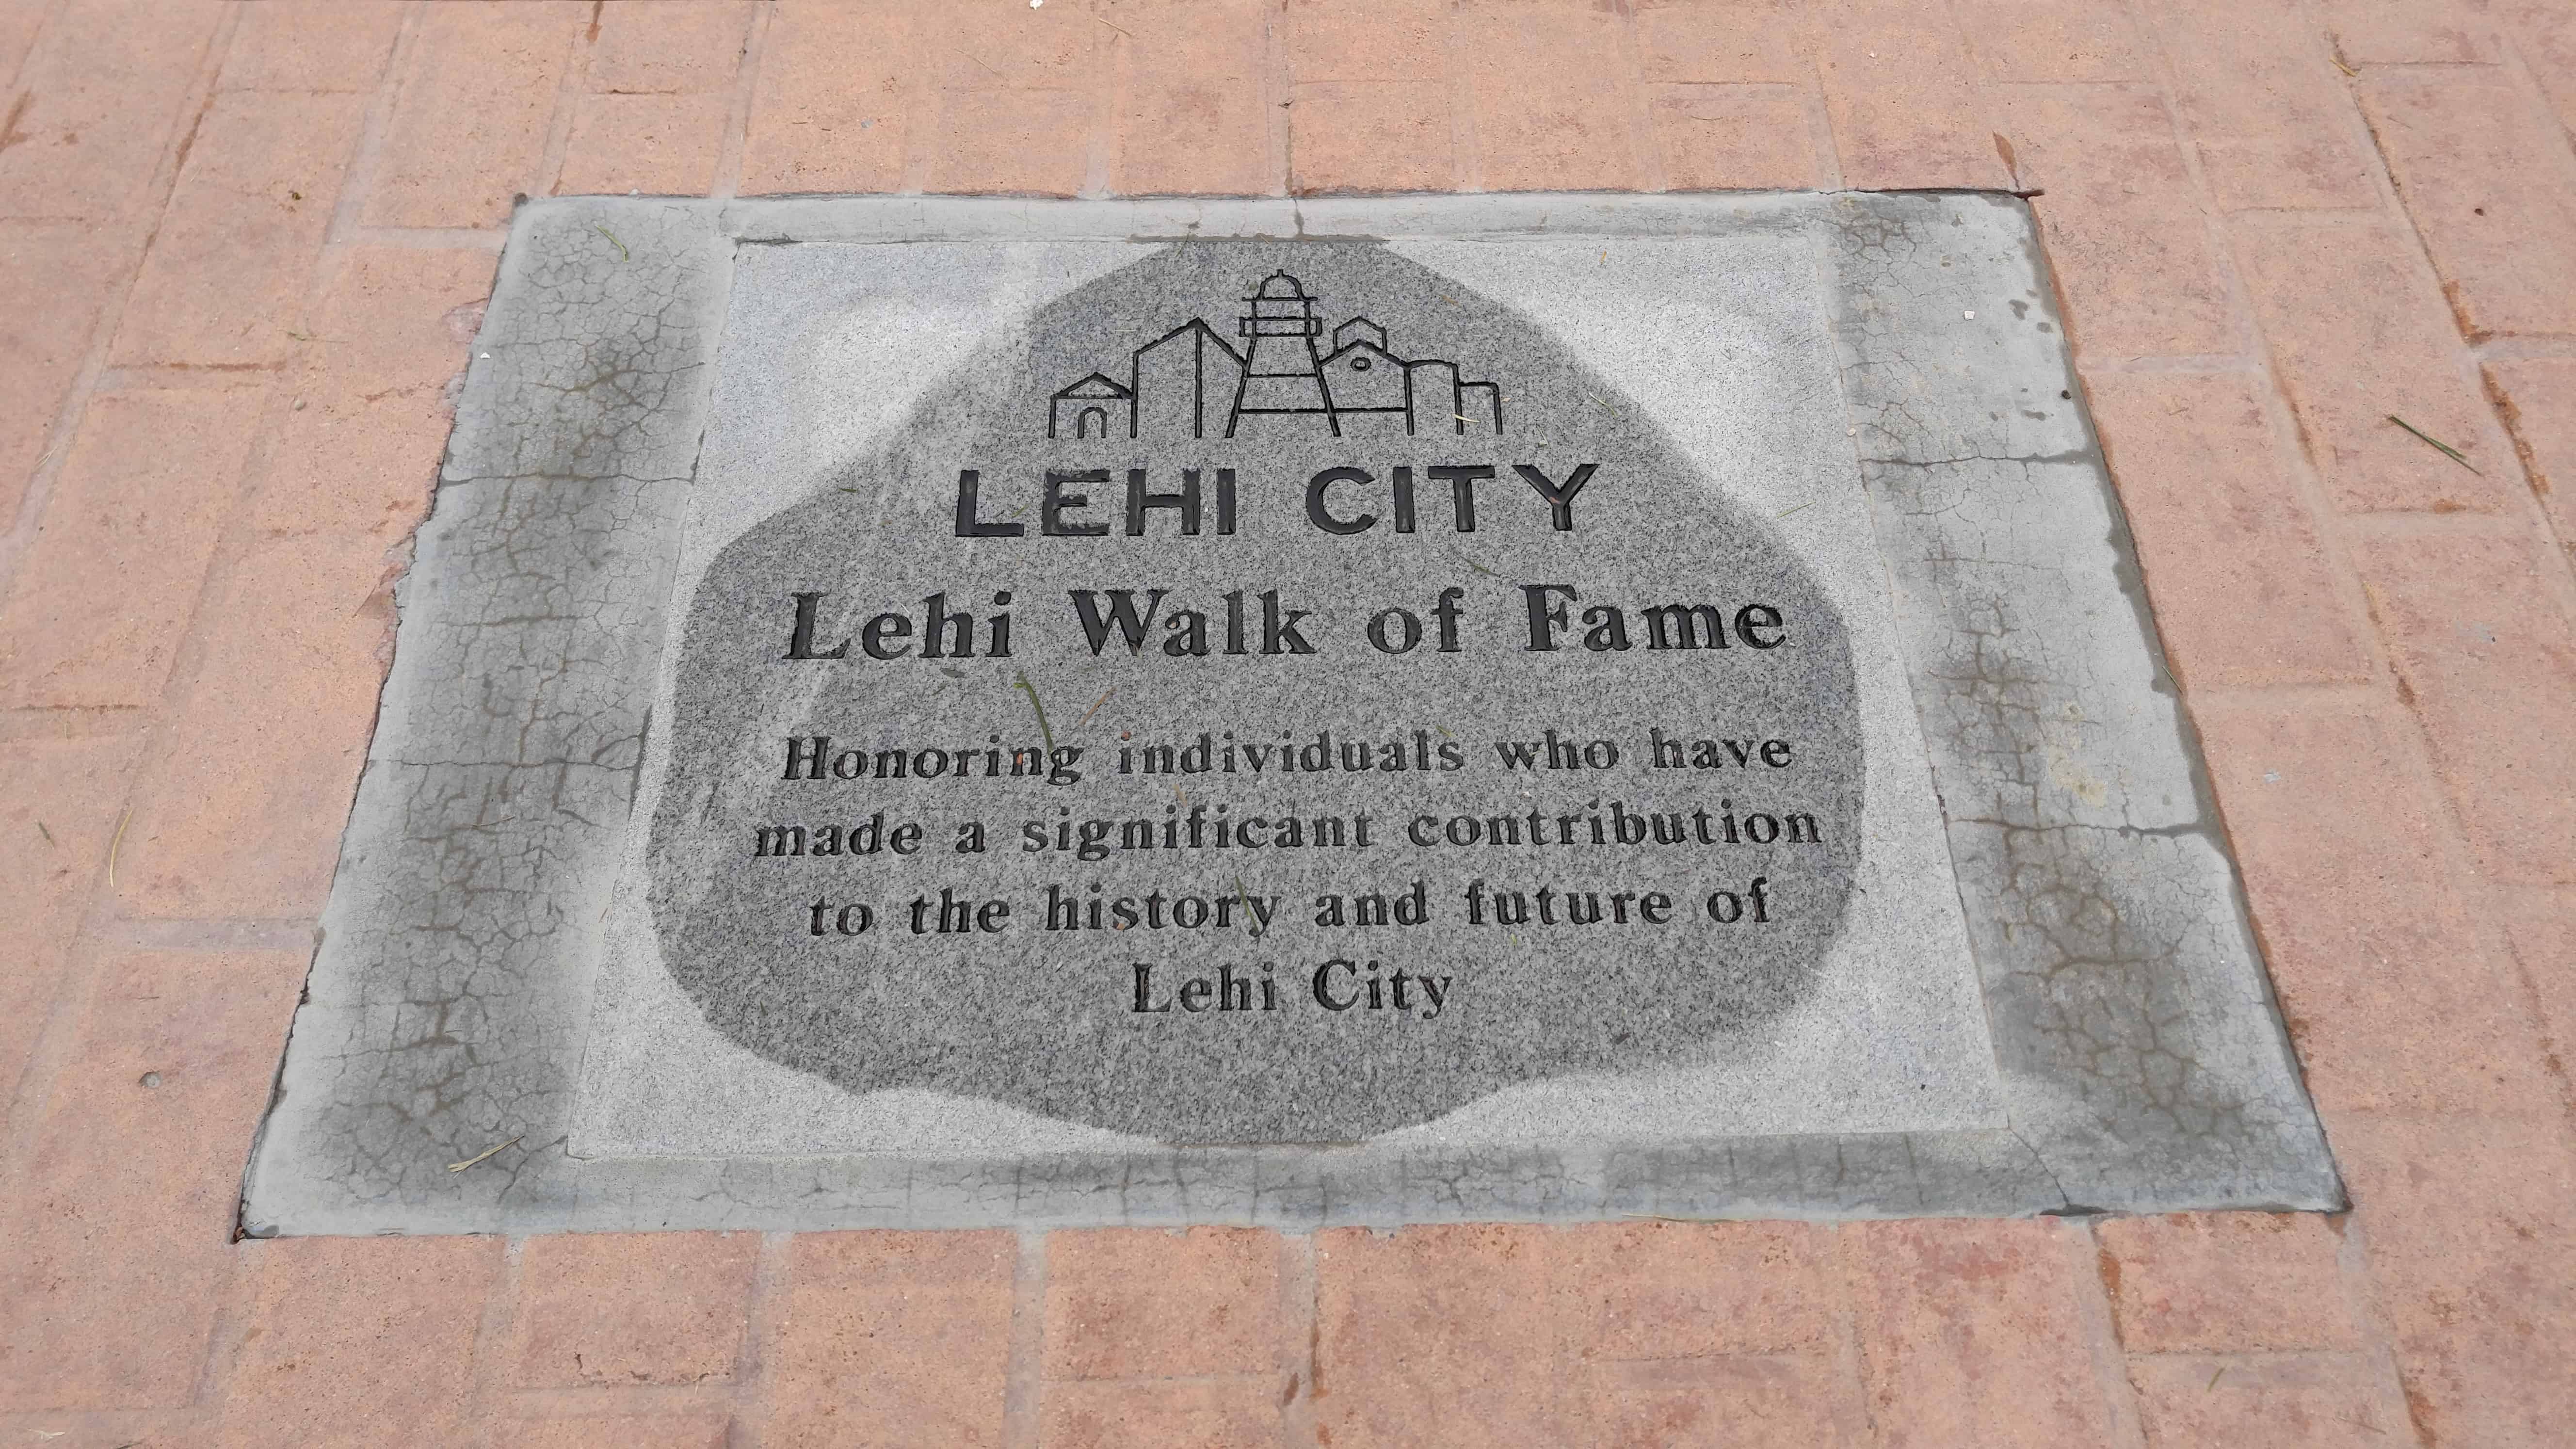 LEHI CITY
Lehi Walk of Fame
Honoring individuals who have
made a significant contribution
to the history and future of
Lehi City